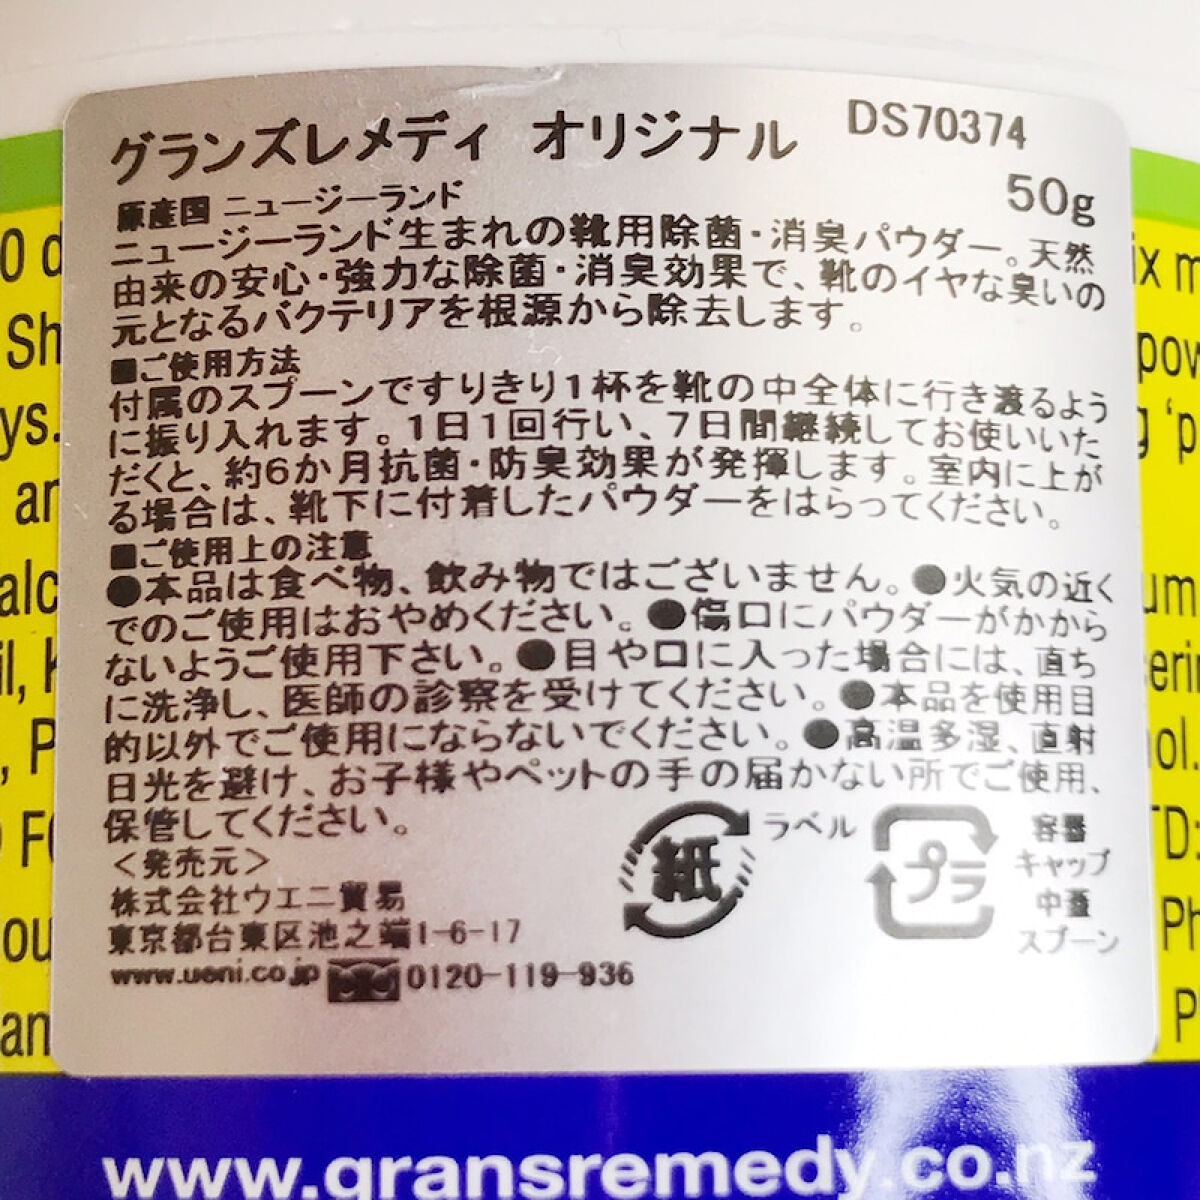 グランズレメディ オリジナル DS70374
原産国 ニュージーランド 50g
ニュージーランド生まれの靴用除菌・消臭パウダー。天然
由来の安心・強力な除菌・消臭効果で、靴のイヤな臭いの
元となるバクテリアを根源から除去します。
■ご使用方法
付属のスプーンですりきり1杯を靴の中全体に行き渡るよう
に振り入れます。1日1回行い、7日間継続してお使いいた
だくと、約6か月抗菌・防臭効果が発揮します。室内に上が
る場合は、靴下に付着したパウダーをはらってください。
■ご使用上の注意
●本品は食べ物、飲み物ではございません。●火気の近く
でのご使用はおやめください。●傷口にパウダーがかから
ないようご使用下さい。●目や口に入った場合には、直ち
に洗浄し、医師の診察を受けてください。●本品を使用目
的以外でご使用にならないでください。●高温多湿、直射
日光を避け、お子様やペットの手の届かない所でご使用、
保管してください。
＜発売元＞
株式会社ウエニ貿易
東京都台東区池之端1-6-17
www.ueni.co.jp 0120-119-936
紙 ラベル
プラ 容器
キャップ
中蓋
スプーン
0 d
Sh
ys.
an
alc
il, K
, P
FO
ou
an
ix m
pow
g 'p
um
cerin
ol.
TD:
Ph
P
www.gransremedy.co.nz